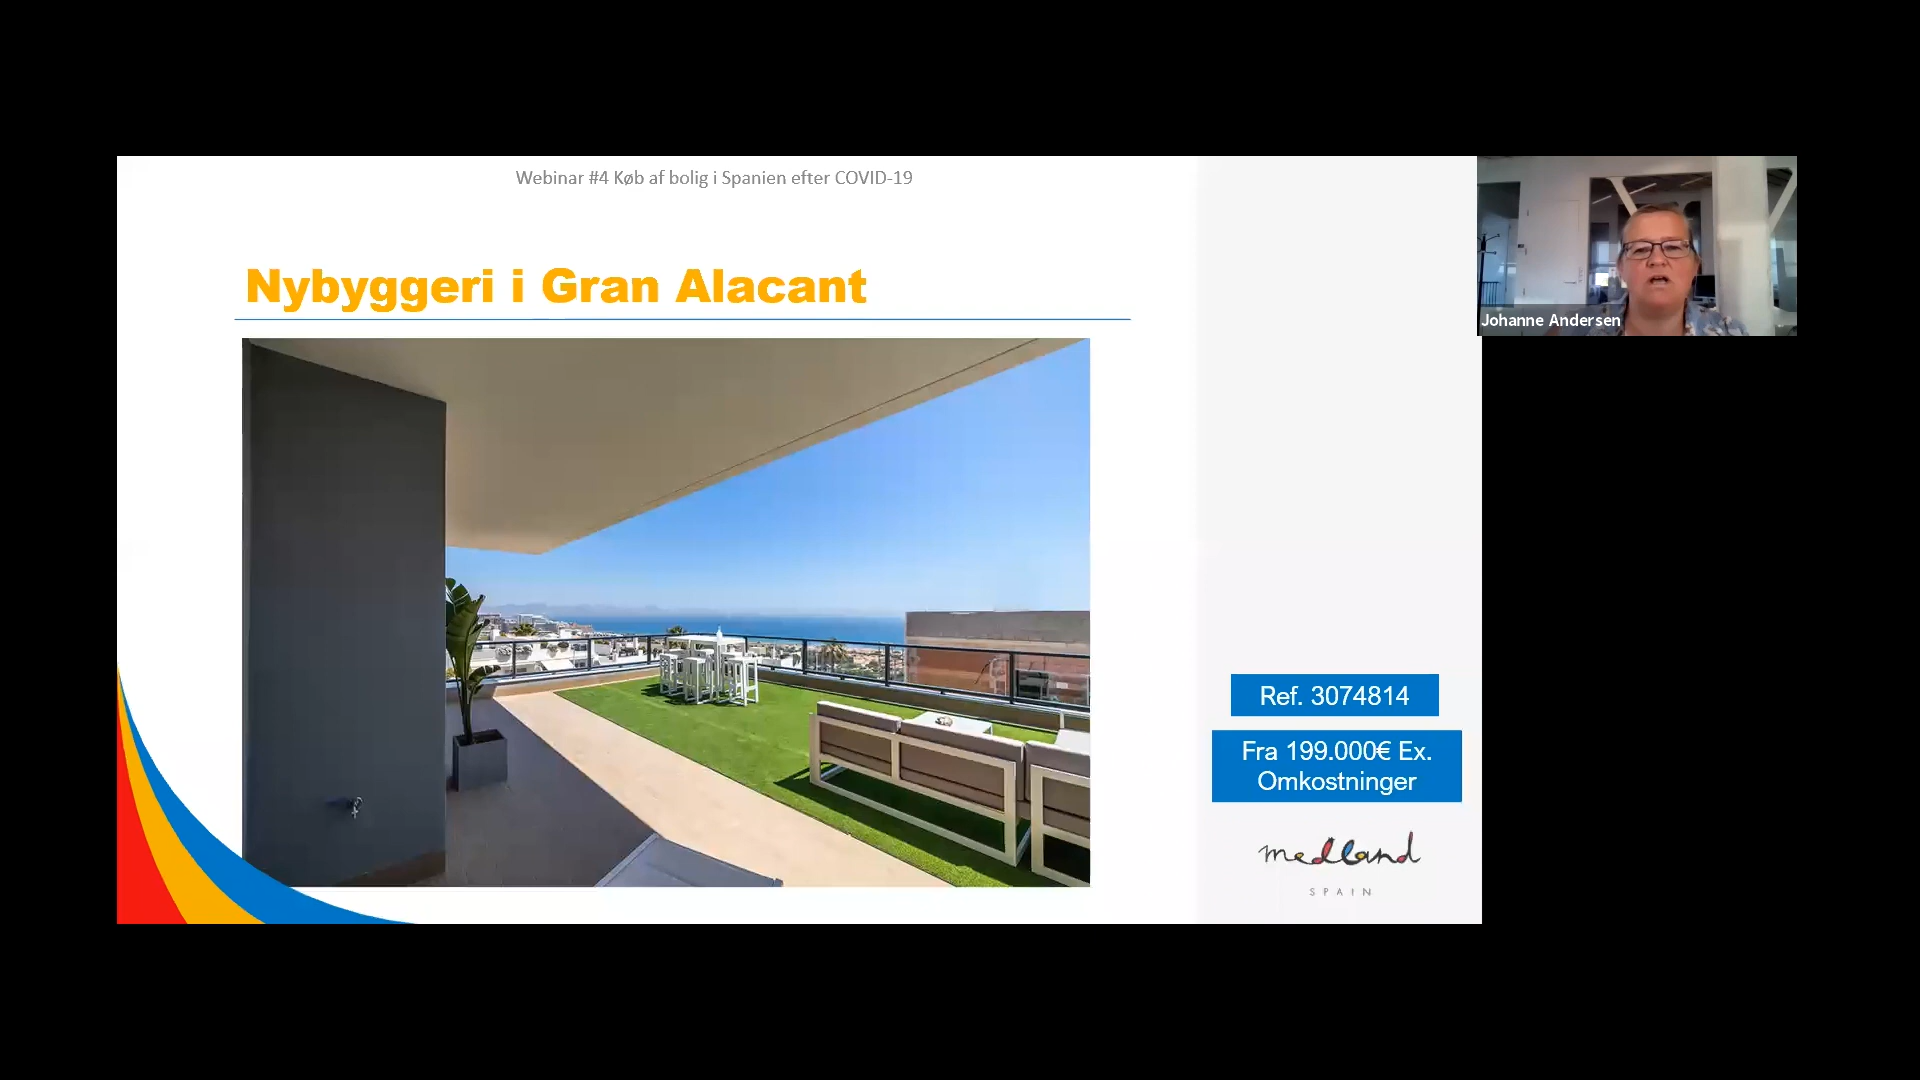 Webinar #4 Køb af bolig i Spanien efter COVID-19
Nybyggeri i Gran Alacant
Johanne Andersen
Ref. 3074814
Fra 199.000€ Ex.
Omkostninger
medland
SPAIN